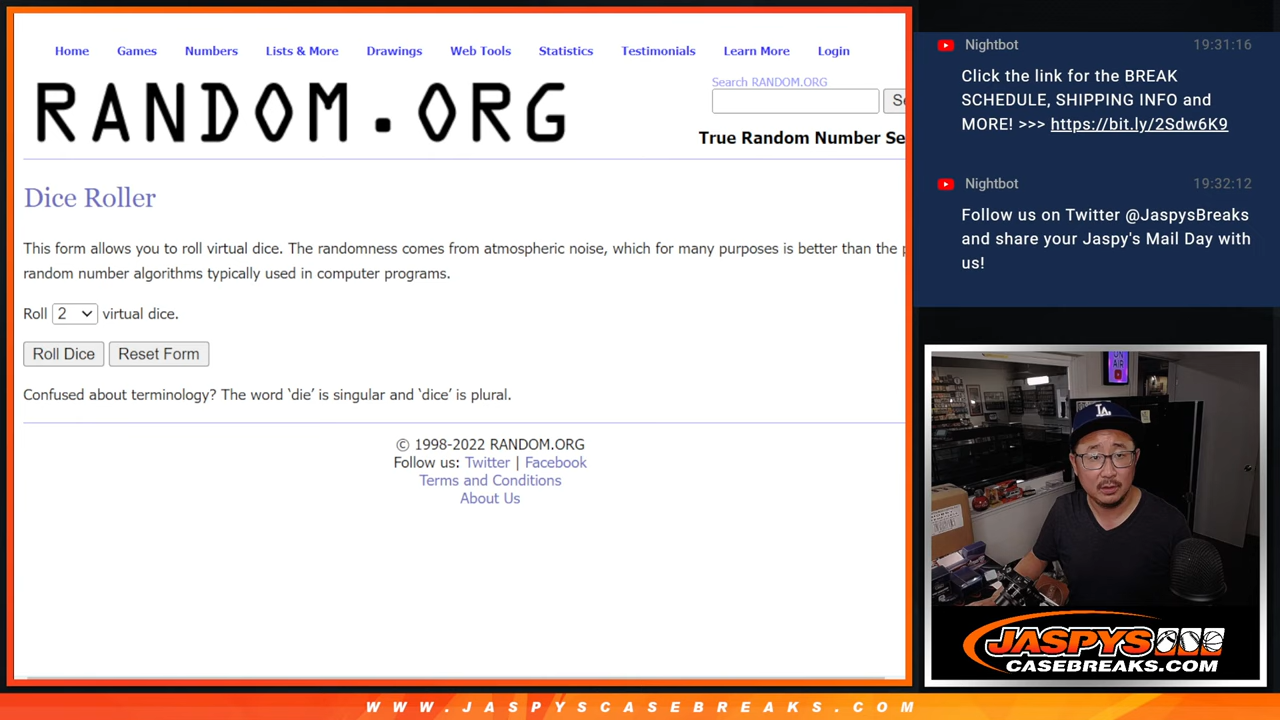 Home Games Numbers Lists & More Drawings Web Tools Statistics Testimonials Learn More Login
RANDOM.ORG
Search RANDOM.ORG
True Random Number Se
Dice Roller
This form allows you to roll virtual dice. The randomness comes from atmospheric noise, which for many purposes is better than the
random number algorithms typically used in computer programs.
Roll 2 virtual dice.
Roll Dice Reset Form
Confused about terminology? The word ‘die’ is singular and ‘dice’ is plural.
© 1998-2022 RANDOM.ORG
Follow us: Twitter | Facebook
Terms and Conditions
About Us
Nightbot 19:31:16
Click the link for the BREAK
SCHEDULE, SHIPPING INFO and
MORE! >>> https://bit.ly/2Sdw6K9
Nightbot 19:32:12
Follow us on Twitter @JaspysBreaks
and share your Jaspy's Mail Day with
us!
ON
AIR
LA
JASPYS
CASEBREAKS.COM
WWW.JASPYSCASEBREAKS.COM